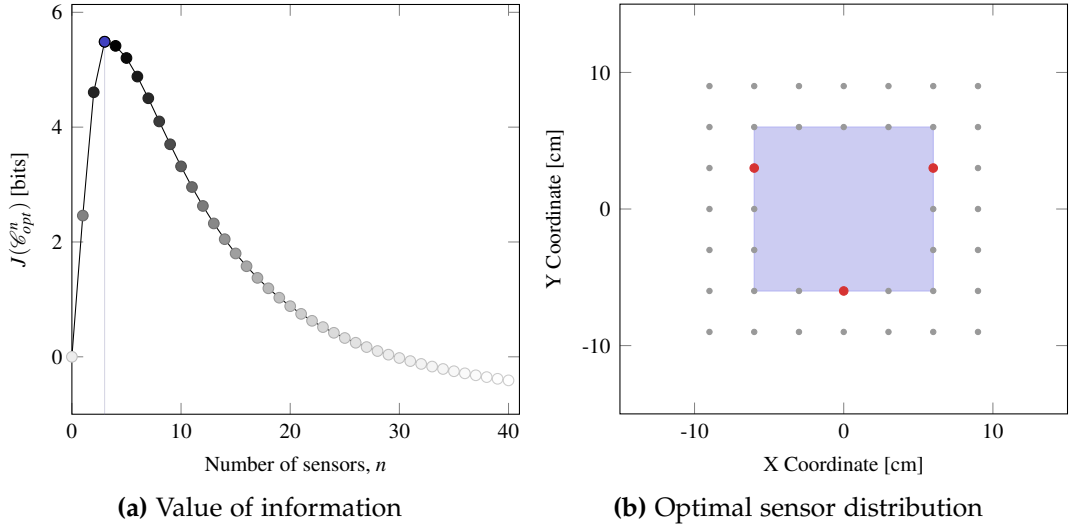 6
4
2
0
J(𝒞ⁿₒₚₜ) [bits]
0
10
20
30
40
Number of sensors, n
(a) Value of information
10
0
-10
Y Coordinate [cm]
-10
0
10
X Coordinate [cm]
(b) Optimal sensor distribution